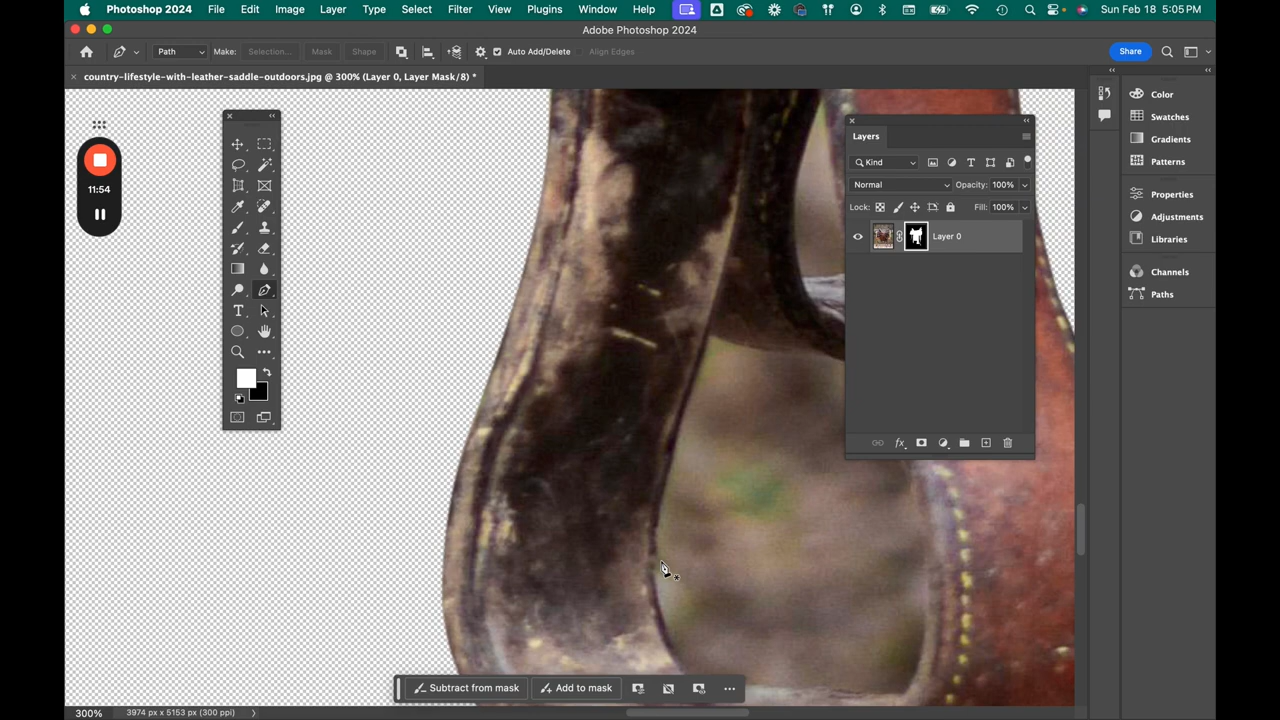 Photoshop 2024 File Edit Image Layer Type Select Filter View Plugins Window Help Sun Feb 18 5:05 PM
Adobe Photoshop 2024
Path Make: Selection... Mask Shape Auto Add/Delete Align Edges Share
country-lifestyle-with-leather-saddle-outdoors.jpg @ 300% (Layer 0, Layer Mask/8) *
11:54
Layers
Kind
Normal Opacity: 100%
Lock: Fill: 100%
Layer 0
Color
Swatches
Gradients
Patterns
Properties
Adjustments
Libraries
Channels
Paths
Subtract from mask Add to mask
300% 3974 px x 5153 px (300 ppi)